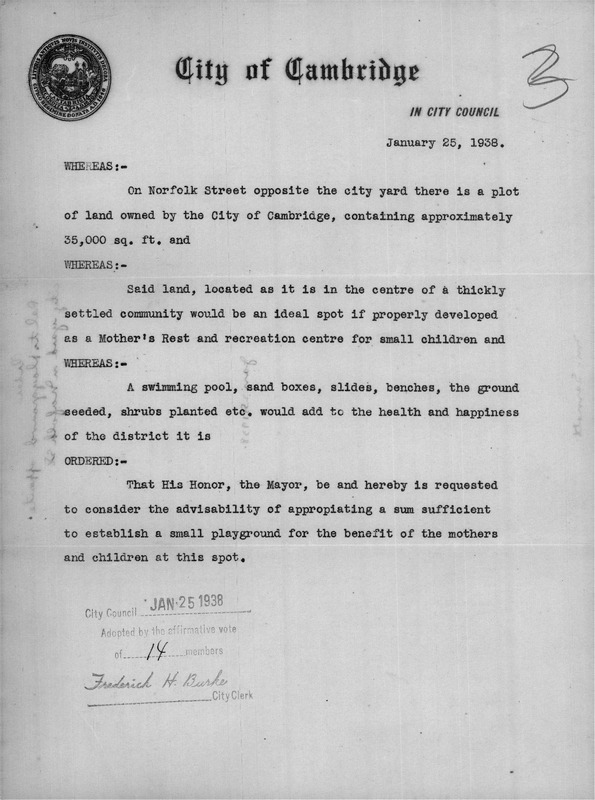 City of Cambridge
IN CITY COUNCIL
January 25, 1938.
WHEREAS:-
On Norfolk Street opposite the city yard there is a plot
of land owned by the City of Cambridge, containing approximately
35,000 sq. ft. and
WHEREAS:-
Said land, located as it is in the centre of a thickly
settled community would be an ideal spot if properly developed
as a Mother's Rest and recreation centre for small children and
WHEREAS:-
A swimming pool, sand boxes, slides, benches, the ground
seeded, shrubs planted etc. would add to the health and happiness
of the district it is
ORDERED:-
That His Honor, the Mayor, be and hereby is requested
to consider the advisability of appropiating a sum sufficient
to establish a small playground for the benefit of the mothers
and children at this spot.
City Council JAN 25 1938
Adopted by the affirmative vote
of 14 members
Frederick H. Burke
City Clerk